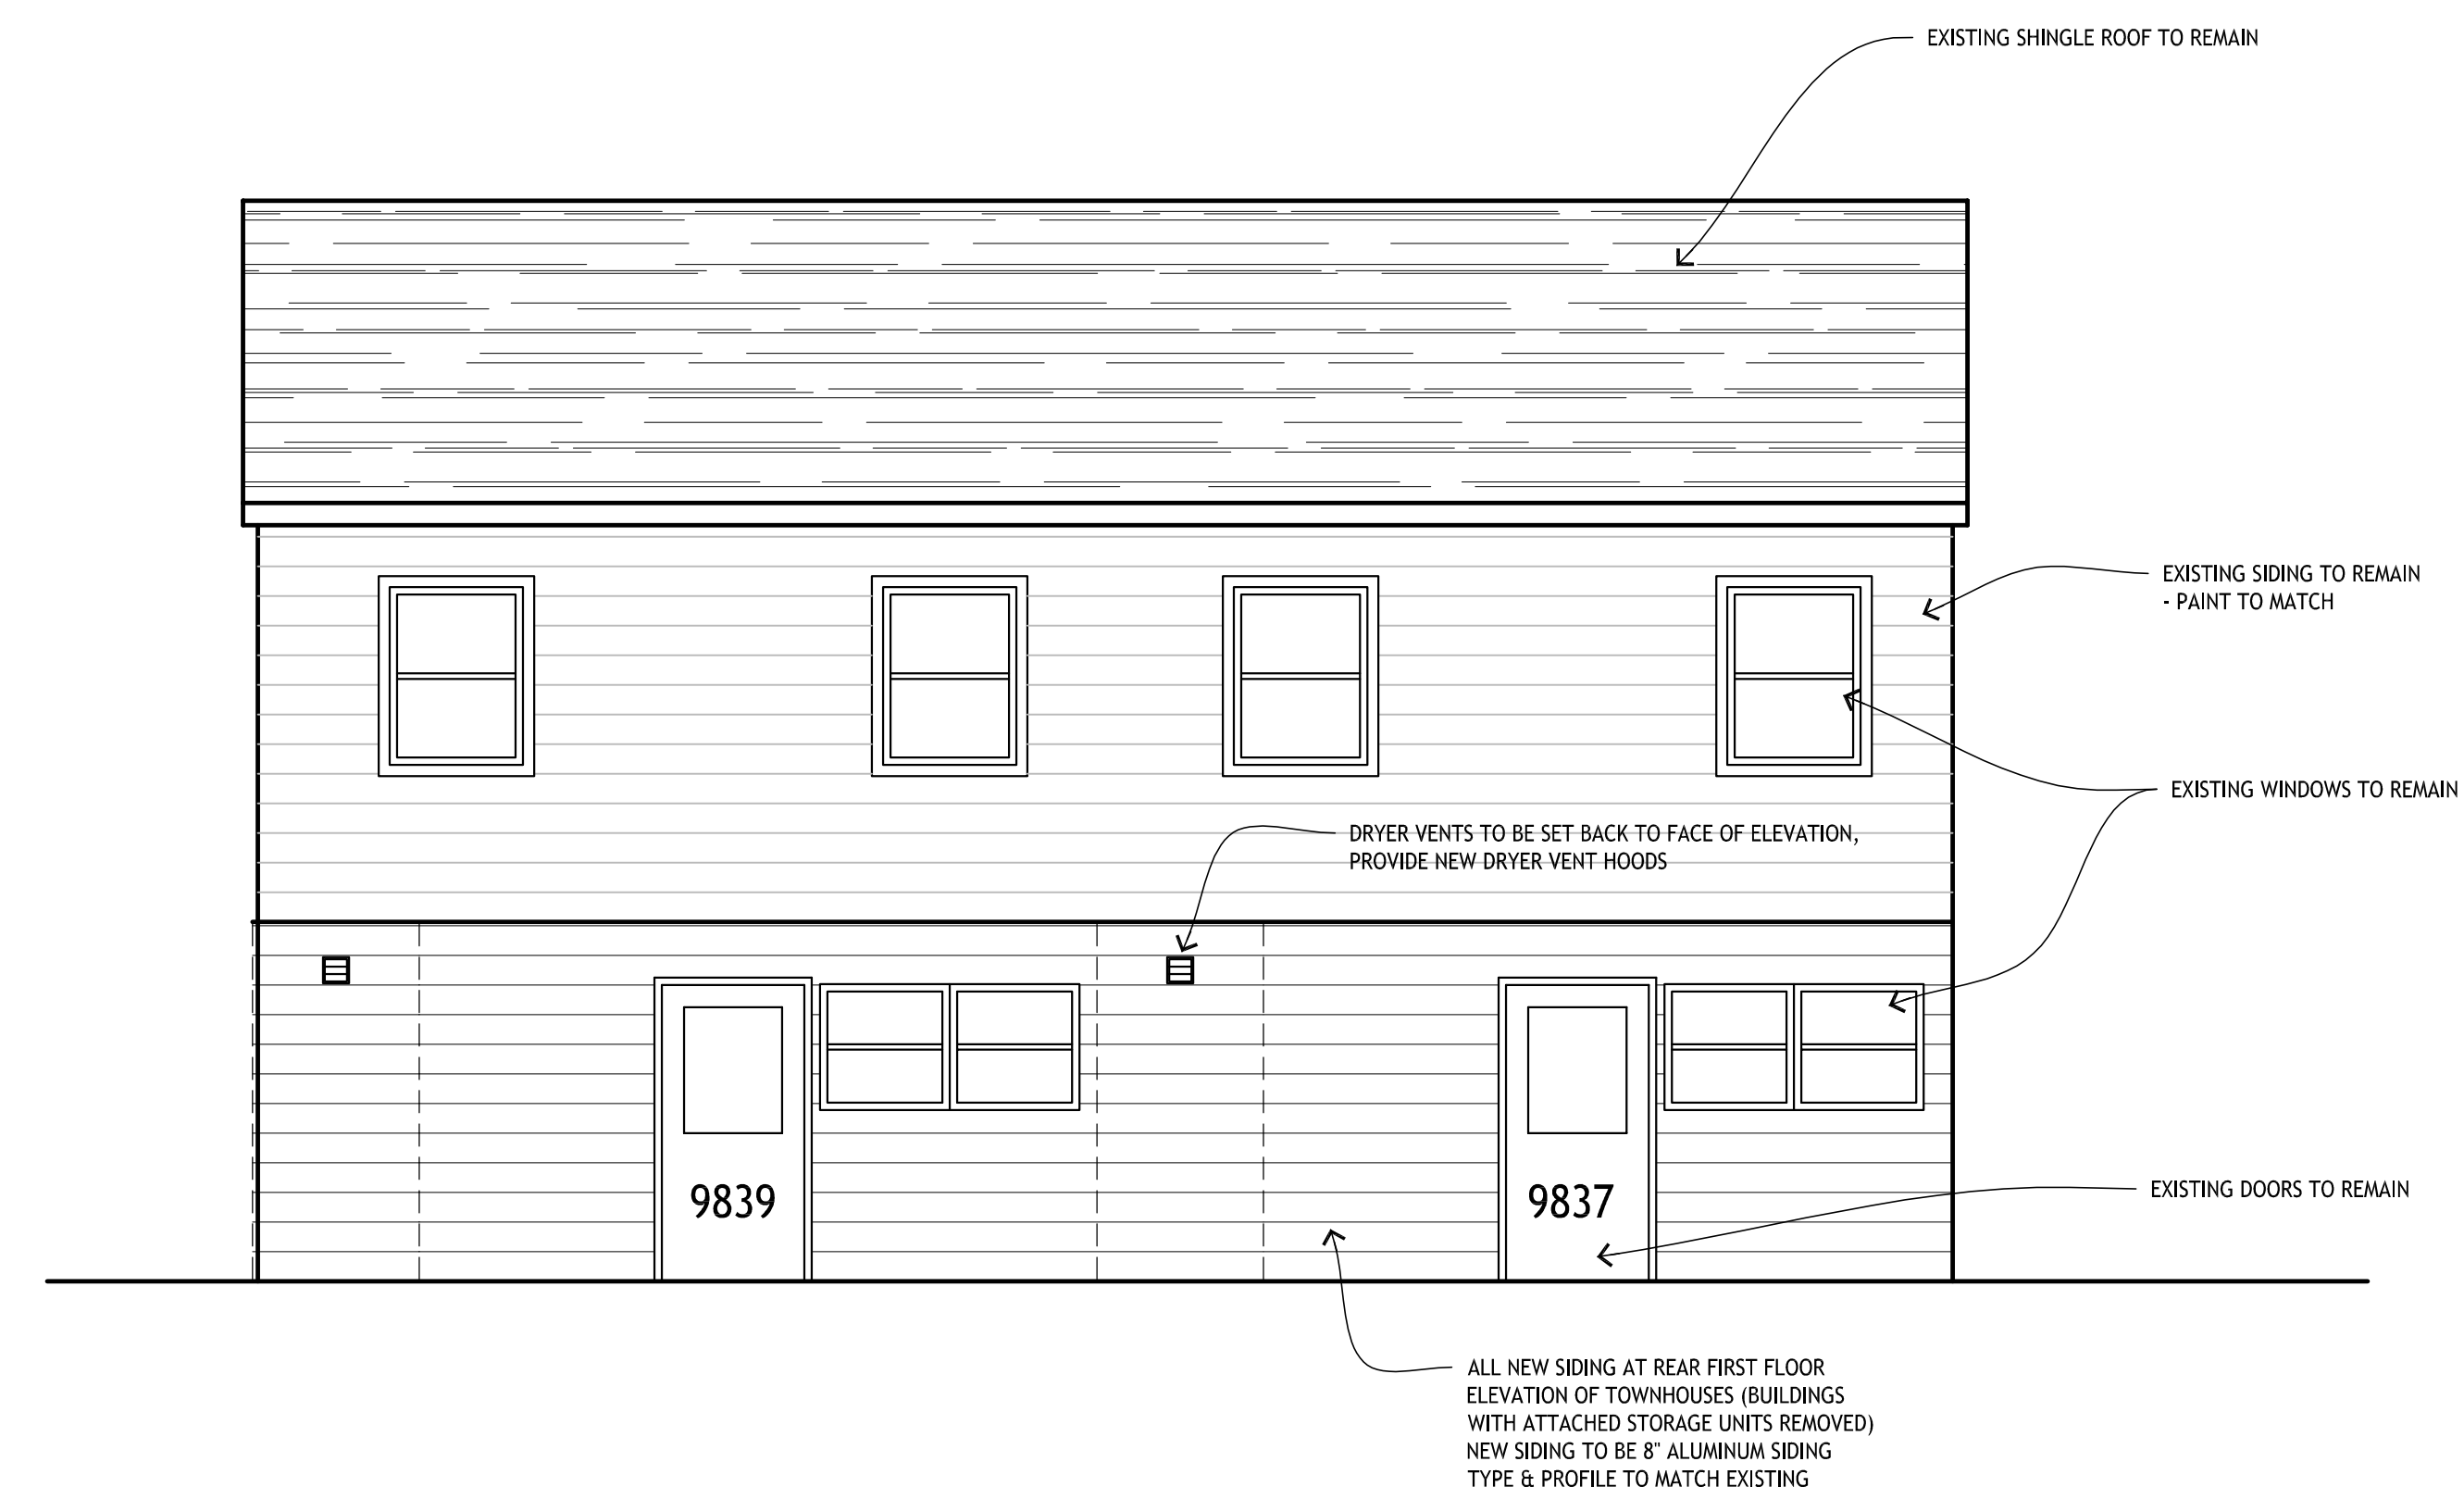 EXISTING SHINGLE ROOF TO REMAIN
EXISTING SIDING TO REMAIN
- PAINT TO MATCH
EXISTING WINDOWS TO REMAIN
DRYER VENTS TO BE SET BACK TO FACE OF ELEVATION,
PROVIDE NEW DRYER VENT HOODS
9839
9837
EXISTING DOORS TO REMAIN
ALL NEW SIDING AT REAR FIRST FLOOR
ELEVATION OF TOWNHOUSES (BUILDINGS
WITH ATTACHED STORAGE UNITS REMOVED)
NEW SIDING TO BE 8" ALUMINUM SIDING
TYPE & PROFILE TO MATCH EXISTING